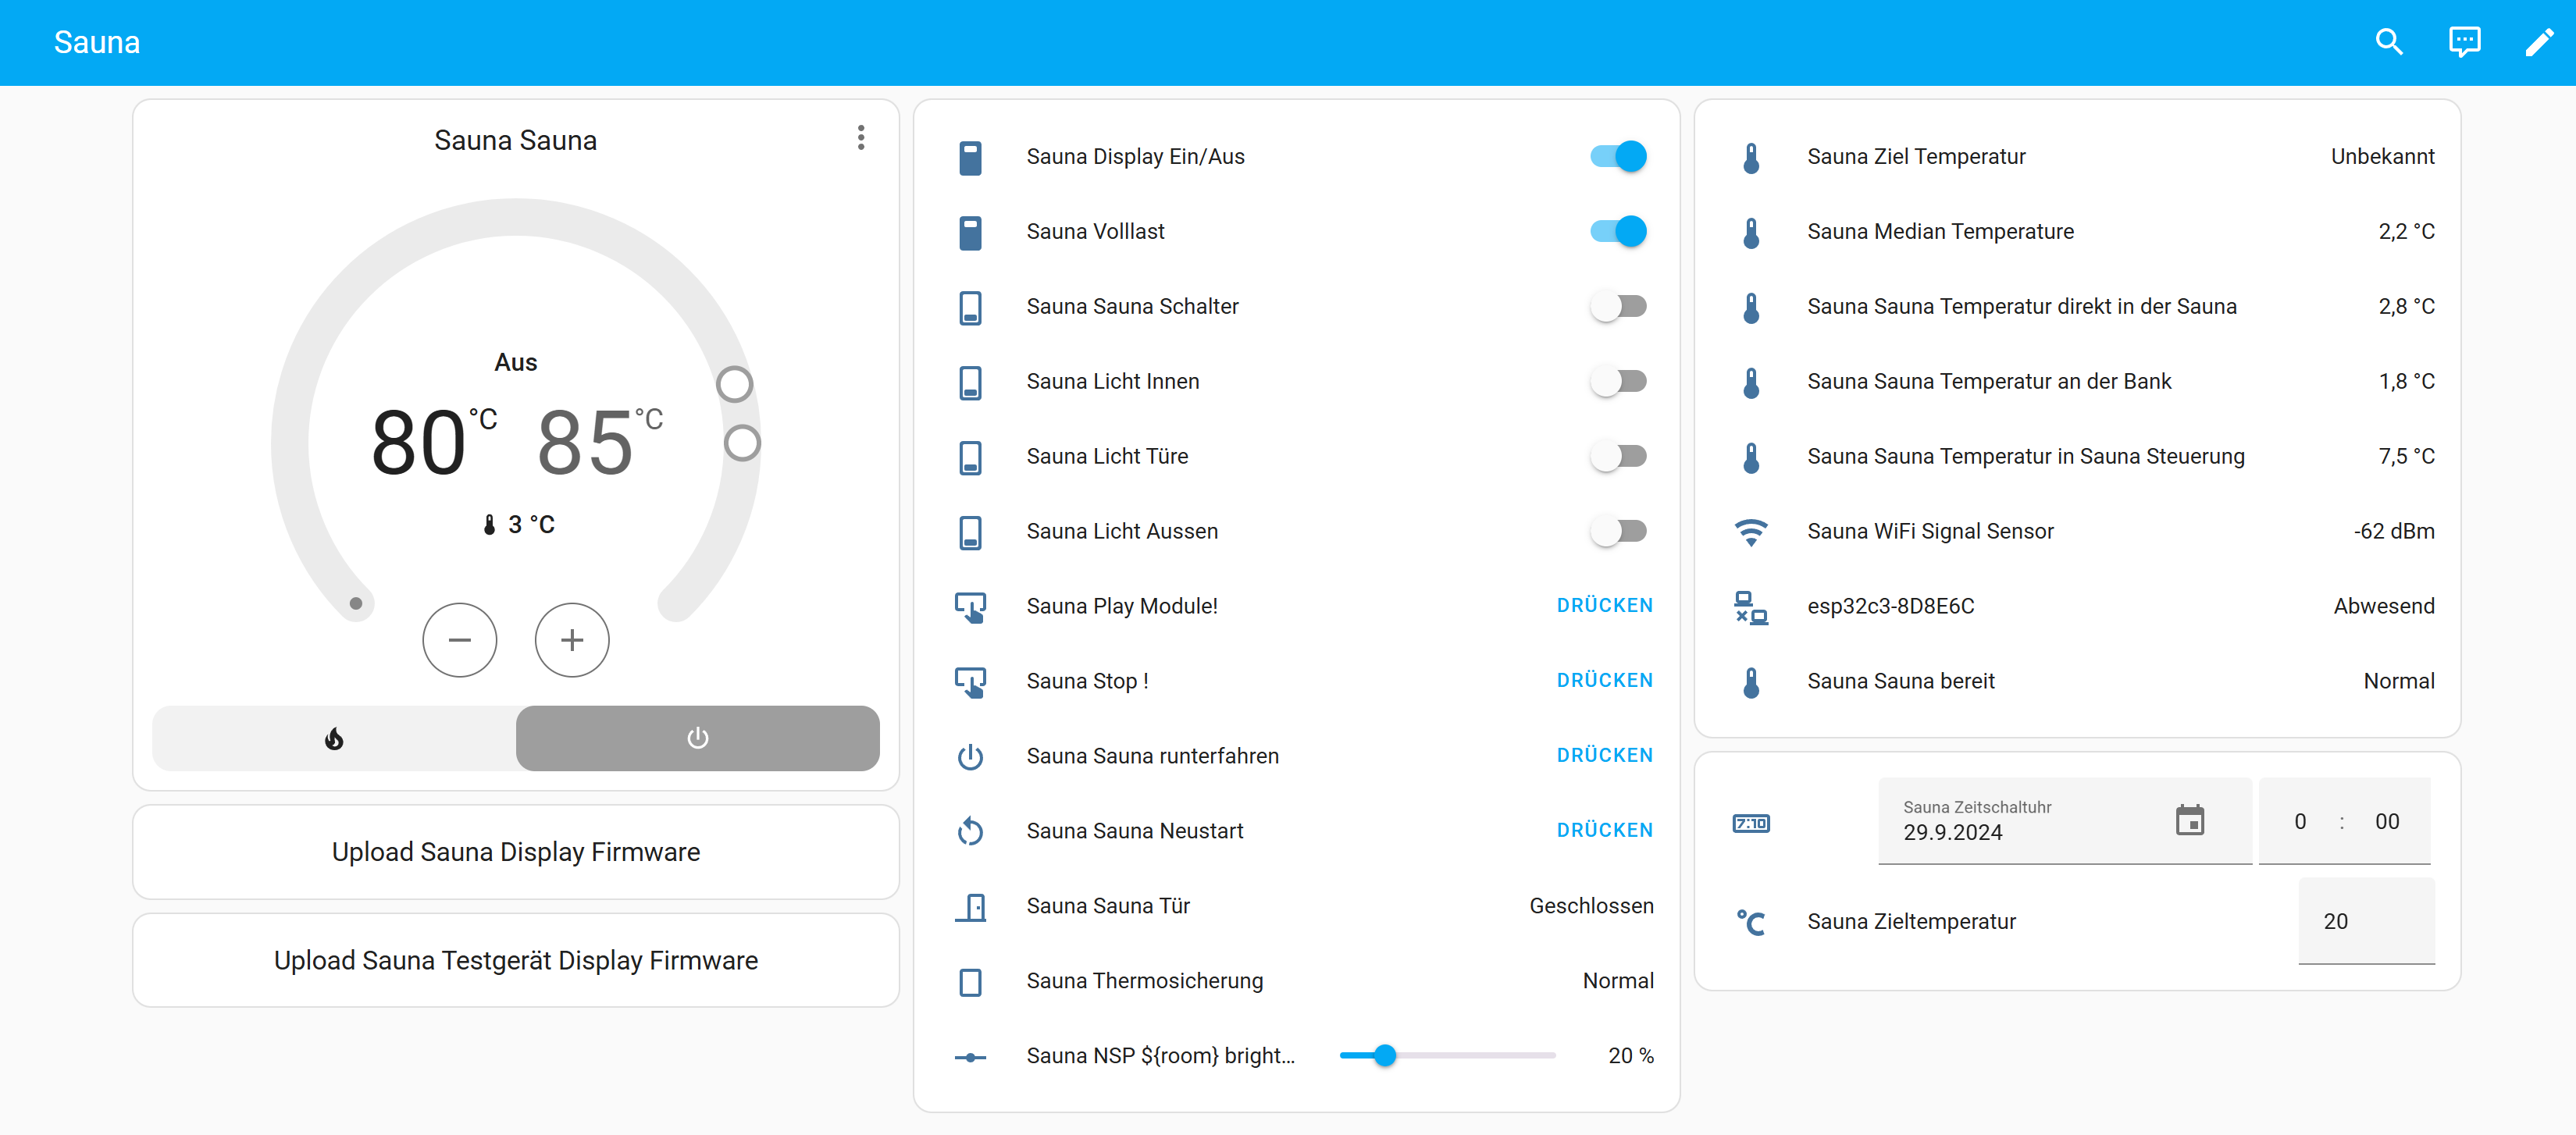 Sauna
Sauna Sauna
Aus
80 °C 85 °C
3 °C
Upload Sauna Display Firmware
Upload Sauna Testgerät Display Firmware
Sauna Display Ein/Aus
Sauna Volllast
Sauna Sauna Schalter
Sauna Licht Innen
Sauna Licht Türe
Sauna Licht Aussen
Sauna Play Module! DRÜCKEN
Sauna Stop ! DRÜCKEN
Sauna Sauna runterfahren DRÜCKEN
Sauna Sauna Neustart DRÜCKEN
Sauna Sauna Tür Geschlossen
Sauna Thermosicherung Normal
Sauna NSP ${room} bright... 20 %
Sauna Ziel Temperatur Unbekannt
Sauna Median Temperature 2,2 °C
Sauna Sauna Temperatur direkt in der Sauna 2,8 °C
Sauna Sauna Temperatur an der Bank 1,8 °C
Sauna Sauna Temperatur in Sauna Steuerung 7,5 °C
Sauna WiFi Signal Sensor -62 dBm
esp32c3-8D8E6C Abwesend
Sauna Sauna bereit Normal
7:10
Sauna Zeitschaltuhr
29.9.2024 0 : 00
°C Sauna Zieltemperatur 20